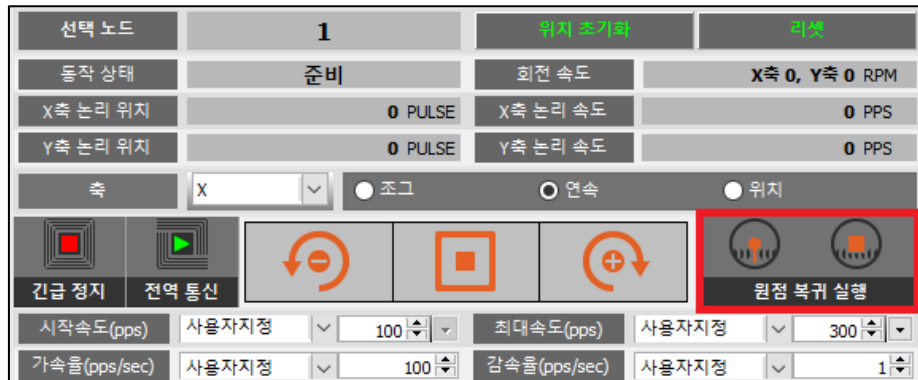 선택 노드 1 위치 초기화 리셋
동작 상태 준비 회전 속도 X축 0, Y축 0 RPM
X축 논리 위치 0 PULSE X축 논리 속도 0 PPS
Y축 논리 위치 0 PULSE Y축 논리 속도 0 PPS
축 X 조그 연속 위치
긴급 정지 전역 통신 원점 복귀 실행
시작속도(pps) 사용자지정 100 최대속도(pps) 사용자지정 300
가속율(pps/sec) 사용자지정 100 감속율(pps/sec) 사용자지정 1